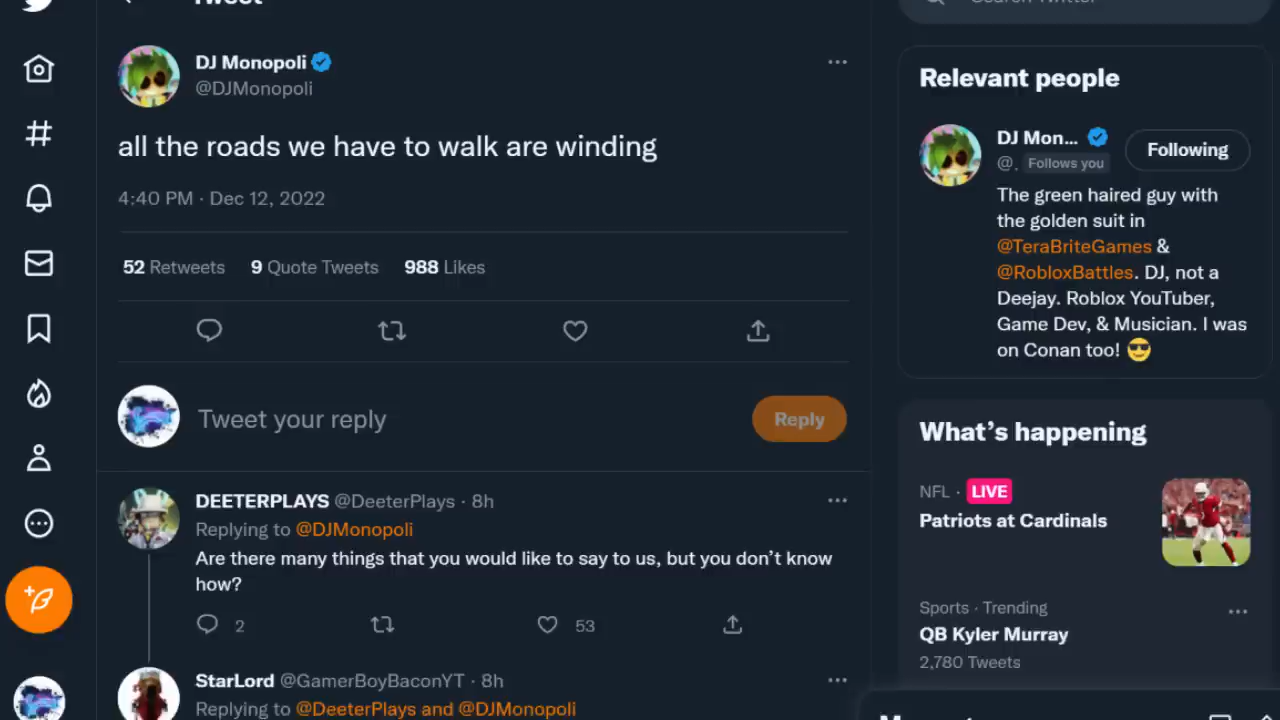 Tweet
DJ Monopoli
@DJMonopoli
all the roads we have to walk are winding
4:40 PM · Dec 12, 2022
52 Retweets 9 Quote Tweets 988 Likes
Tweet your reply
Reply
DEETERPLAYS @DeeterPlays · 8h
Replying to @DJMonopoli
Are there many things that you would like to say to us, but you don't know
how?
2
53
StarLord @GamerBoyBaconYT · 8h
Replying to @DeeterPlays and @DJMonopoli
Search Twitter
Relevant people
DJ Mon...
@. Follows you
Following
The green haired guy with
the golden suit in
@TeraBriteGames &
@RobloxBattles. DJ, not a
Deejay. Roblox YouTuber,
Game Dev, & Musician. I was
on Conan too! 😎
What's happening
NFL · LIVE
Patriots at Cardinals
Sports · Trending
QB Kyler Murray
2,780 Tweets